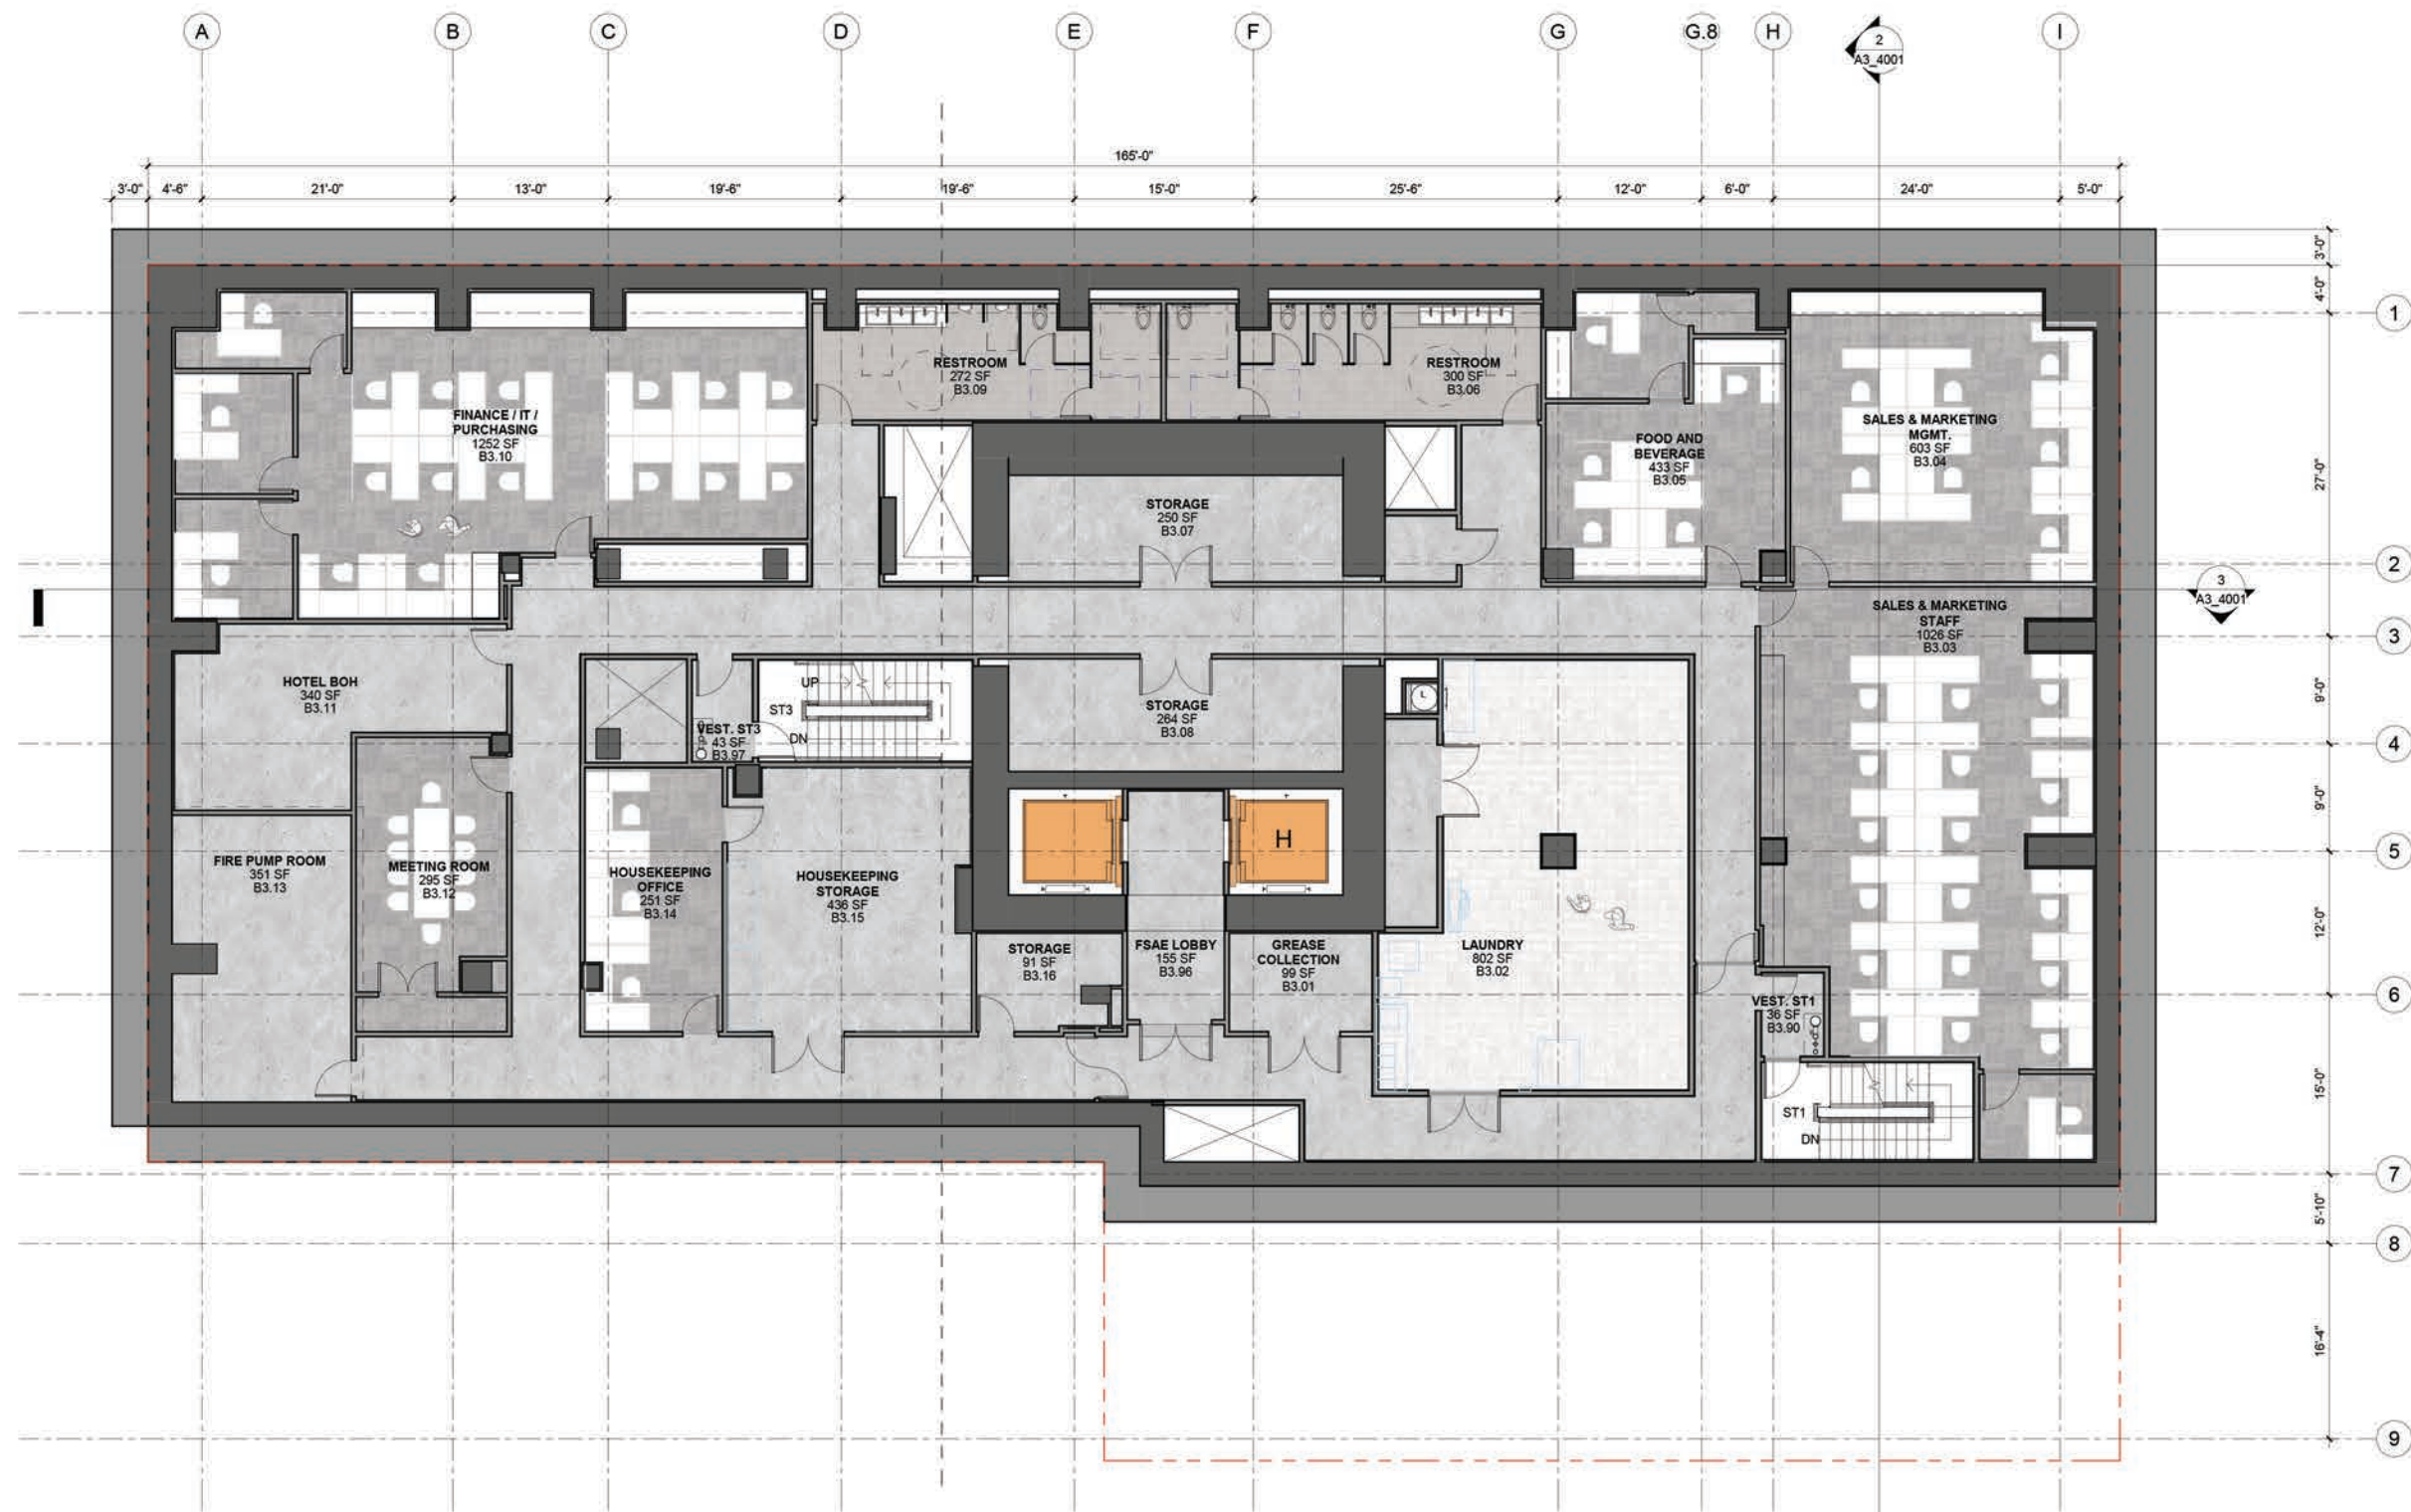 A
B
C
D
E
F
G
G.8
H
I
2
A3_4001
165'-0"
3'-0"
4'-6"
21'-0"
13'-0"
19'-6"
19'-6"
15'-0"
25'-6"
12'-0"
6'-0"
24'-0"
5'-0"
3'-0"
4'-0"
1
27'-0"
2
3
A3_4001
3
9'-0"
4
9'-0"
5
12'-0"
6
15'-0"
7
5'-10"
8
16'-4"
9
RESTROOM
272 SF
B3.09
RESTROOM
300 SF
B3.06
FINANCE / IT /
PURCHASING
1252 SF
B3.10
SALES & MARKETING
MGMT.
603 SF
B3.04
FOOD AND
BEVERAGE
433 SF
B3.05
STORAGE
250 SF
B3.07
SALES & MARKETING
STAFF
1026 SF
B3.03
HOTEL BOH
340 SF
B3.11
UP
ST3
DN
VEST. ST3
43 SF
B3.97
STORAGE
264 SF
B3.08
L
H
FIRE PUMP ROOM
351 SF
B3.13
MEETING ROOM
295 SF
B3.12
HOUSEKEEPING
OFFICE
251 SF
B3.14
HOUSEKEEPING
STORAGE
436 SF
B3.15
STORAGE
91 SF
B3.16
FSAE LOBBY
155 SF
B3.96
GREASE
COLLECTION
99 SF
B3.01
LAUNDRY
802 SF
B3.02
VEST. ST1
36 SF
B3.90
ST1
DN